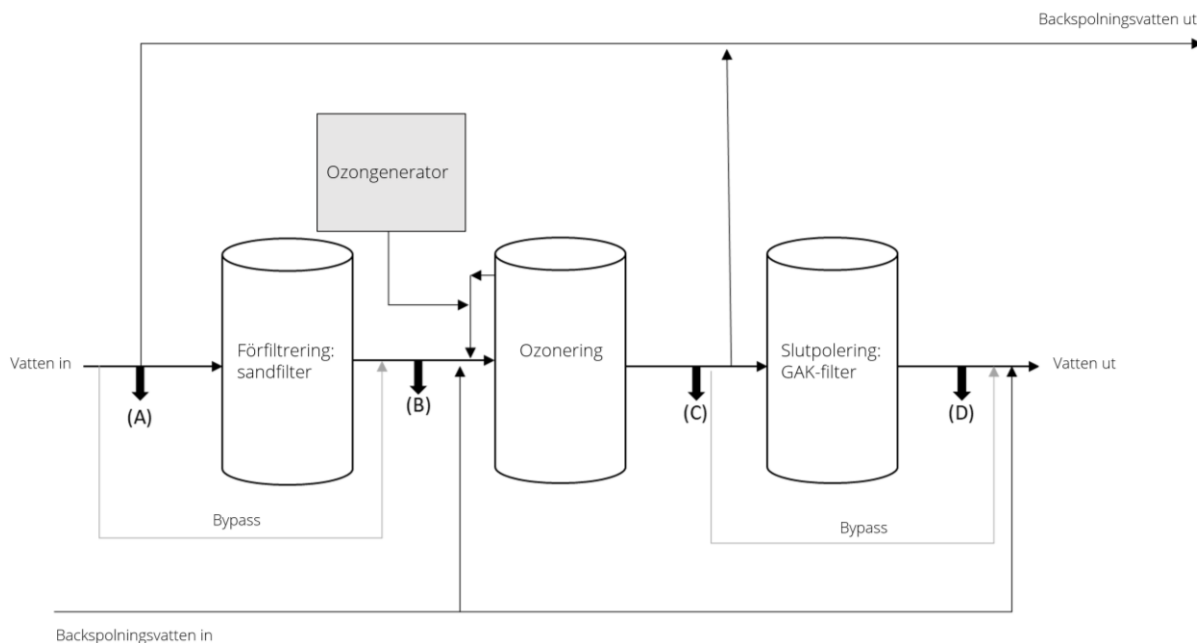 Backspolningsvatten ut
Ozongenerator
Förfiltrering:
sandfilter
Ozonering
Slutpolering:
GAK-filter
Vatten in
Vatten ut
(A)
(B)
(C)
(D)
Bypass
Bypass
Backspolningsvatten in